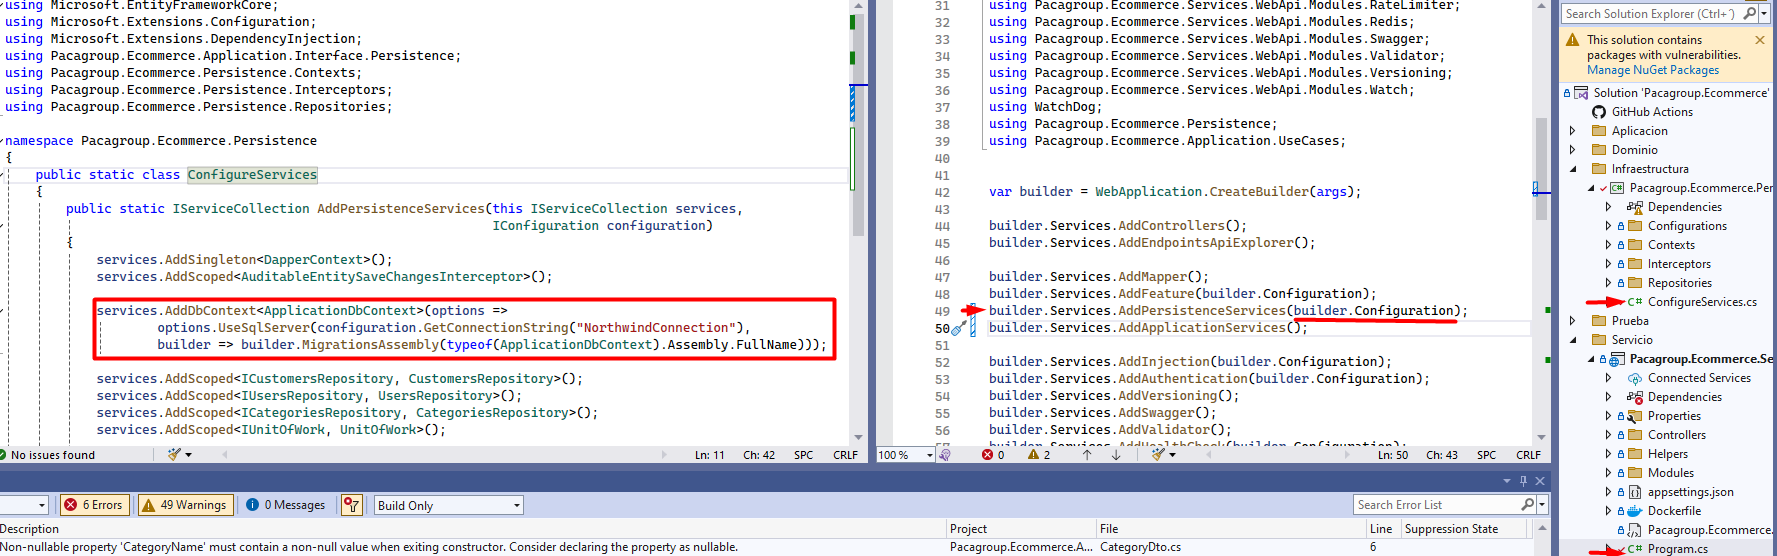 using Microsoft.EntityFrameworkCore;
using Microsoft.Extensions.Configuration;
using Microsoft.Extensions.DependencyInjection;
using Pacagroup.Ecommerce.Application.Interface.Persistence;
using Pacagroup.Ecommerce.Persistence.Contexts;
using Pacagroup.Ecommerce.Persistence.Interceptors;
using Pacagroup.Ecommerce.Persistence.Repositories;
namespace Pacagroup.Ecommerce.Persistence
{
public static class ConfigureServices
{
public static IServiceCollection AddPersistenceServices(this IServiceCollection services,
IConfiguration configuration)
{
services.AddSingleton<DapperContext>();
services.AddScoped<AuditableEntitySaveChangesInterceptor>();
services.AddDbContext<ApplicationDbContext>(options =>
options.UseSqlServer(configuration.GetConnectionString("NorthwindConnection"),
builder => builder.MigrationsAssembly(typeof(ApplicationDbContext).Assembly.FullName)));
services.AddScoped<ICustomersRepository, CustomersRepository>();
services.AddScoped<IUsersRepository, UsersRepository>();
services.AddScoped<ICategoriesRepository, CategoriesRepository>();
services.AddScoped<IUnitOfWork, UnitOfWork>();
No issues found
Ln: 11 Ch: 42 SPC CRLF
31 using Pacagroup.Ecommerce.Services.WebApi.Modules.RateLimiter;
32 using Pacagroup.Ecommerce.Services.WebApi.Modules.Redis;
33 using Pacagroup.Ecommerce.Services.WebApi.Modules.Swagger;
34 using Pacagroup.Ecommerce.Services.WebApi.Modules.Validator;
35 using Pacagroup.Ecommerce.Services.WebApi.Modules.Versioning;
36 using Pacagroup.Ecommerce.Services.WebApi.Modules.Watch;
37 using WatchDog;
38 using Pacagroup.Ecommerce.Persistence;
39 using Pacagroup.Ecommerce.Application.UseCases;
40
41
42 var builder = WebApplication.CreateBuilder(args);
43
44 builder.Services.AddControllers();
45 builder.Services.AddEndpointsApiExplorer();
46
47 builder.Services.AddMapper();
48 builder.Services.AddFeature(builder.Configuration);
49 builder.Services.AddPersistenceServices(builder.Configuration);
50 builder.Services.AddApplicationServices();
51
52 builder.Services.AddInjection(builder.Configuration);
53 builder.Services.AddAuthentication(builder.Configuration);
54 builder.Services.AddVersioning();
55 builder.Services.AddSwagger();
56 builder.Services.AddValidator();
57 builder.Services.AddHealthCheck(builder.Configuration);
100 %
0
2
Ln: 50 Ch: 43 SPC CRLF
Search Solution Explorer (Ctrl+´)
This solution contains
packages with vulnerabilities.
Manage NuGet Packages
Solution 'Pacagroup.Ecommerce'
GitHub Actions
Aplicacion
Dominio
Infraestructura
Pacagroup.Ecommerce.Per
Dependencies
Configurations
Contexts
Interceptors
Repositories
ConfigureServices.cs
Prueba
Servicio
Pacagroup.Ecommerce.Se
Connected Services
Dependencies
Properties
Controllers
Helpers
Modules
appsettings.json
Dockerfile
Pacagroup.Ecommerce.
Program.cs
6 Errors
49 Warnings
0 Messages
Build Only
Search Error List
Description Project File Line Suppression State
Non-nullable property 'CategoryName' must contain a non-null value when exiting constructor. Consider declaring the property as nullable. Pacagroup.Ecommerce.A... CategoryDto.cs 6